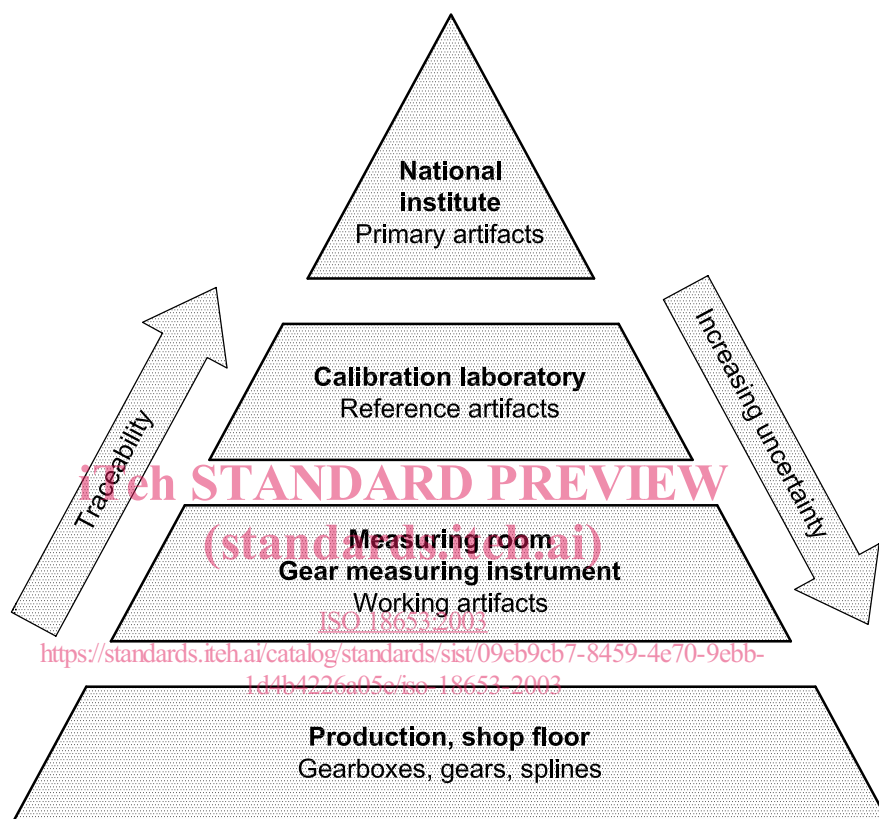 National
institute
Primary artifacts
Traceability
Increasing uncertainty
Calibration laboratory
Reference artifacts
iTeh STANDARD PREVIEW
(standards.iteh.ai)
Measuring room
Gear measuring instrument
Working artifacts
ISO 18653:2003
https://standards.iteh.ai/catalog/standards/sist/09eb9cb7-8459-4e70-9ebb-
1d4b4226a05e/iso-18653-2003
Production, shop floor
Gearboxes, gears, splines